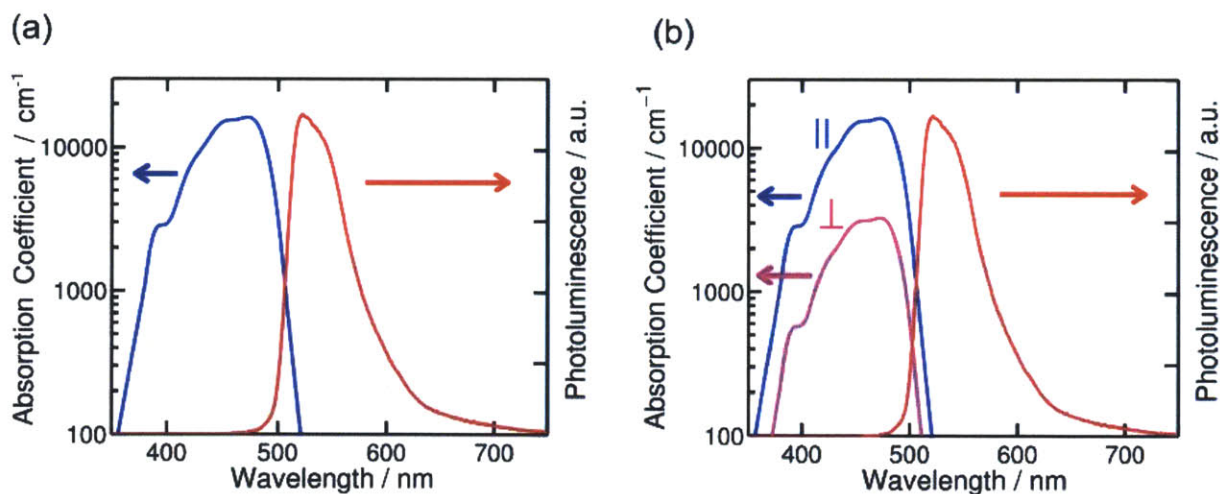 (a)
Absorption Coefficient / cm⁻¹
10000
1000
100
400
500
600
700
Wavelength / nm
Photoluminescence / a.u.
(b)
Absorption Coefficient / cm⁻¹
10000
1000
100
||
⊥
400
500
600
700
Wavelength / nm
Photoluminescence / a.u.